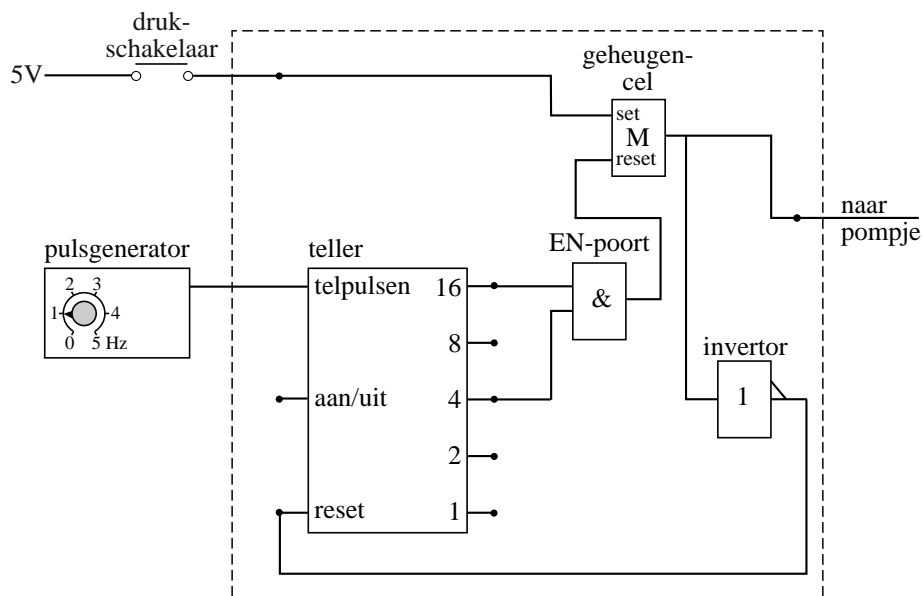 druk-
schakelaar
5V
geheugen-
cel
set
M
reset
naar
pompje
pulsgenerator
teller
EN-poort
telpulsen
16
&
2 3
1 4
0 5 Hz
8
invertor
aan/uit
4
1
2
reset
1